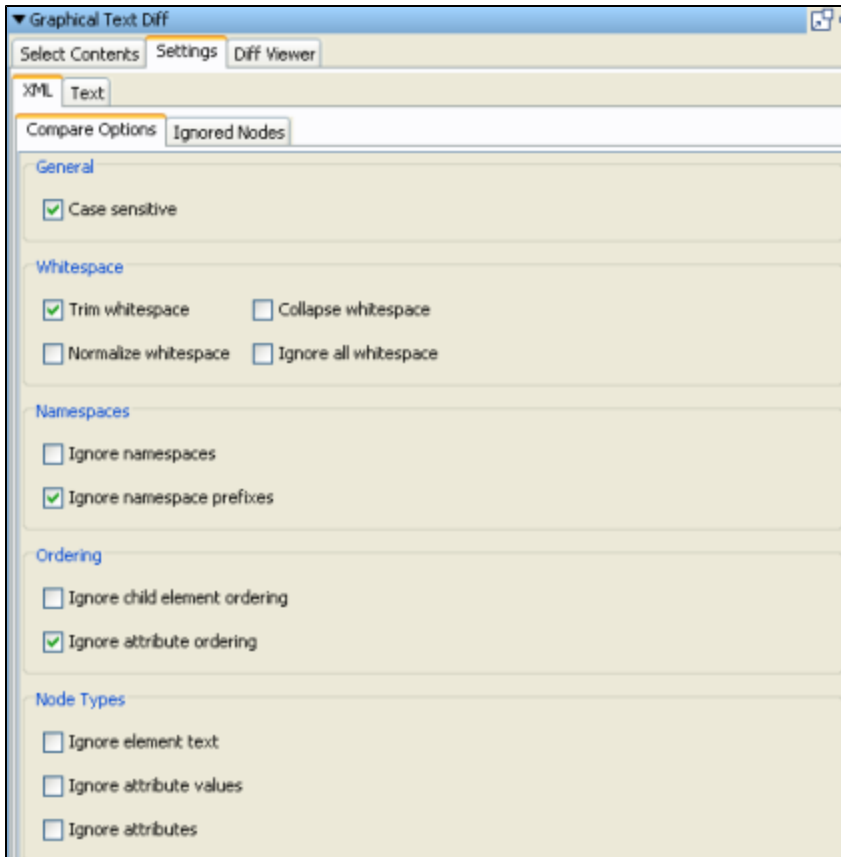 Graphical Text Diff
Select Contents Settings Diff Viewer
XML Text
Compare Options Ignored Nodes
General
Case sensitive
Whitespace
Trim whitespace Collapse whitespace
Normalize whitespace Ignore all whitespace
Namespaces
Ignore namespaces
Ignore namespace prefixes
Ordering
Ignore child element ordering
Ignore attribute ordering
Node Types
Ignore element text
Ignore attribute values
Ignore attributes